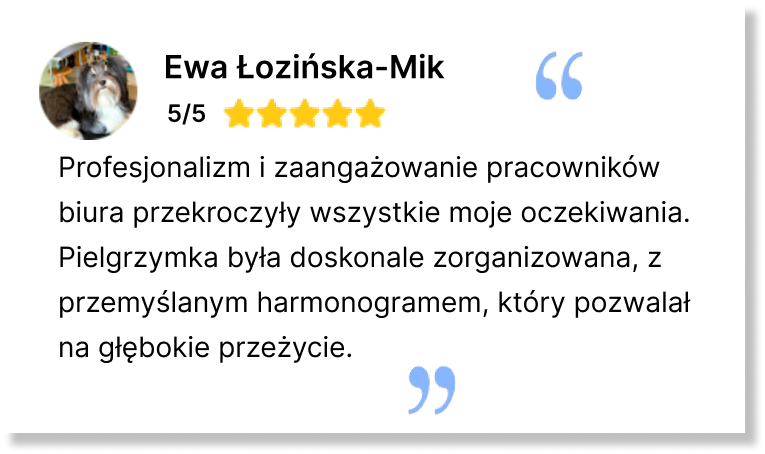 Ewa Łozińska-Mik
“
5/5
Profesjonalizm i zaangażowanie pracowników
biura przekroczyły wszystkie moje oczekiwania.
Pielgrzymka była doskonale zorganizowana, z
przemyślanym harmonogramem, który pozwalał
na głębokie przeżycie.
”